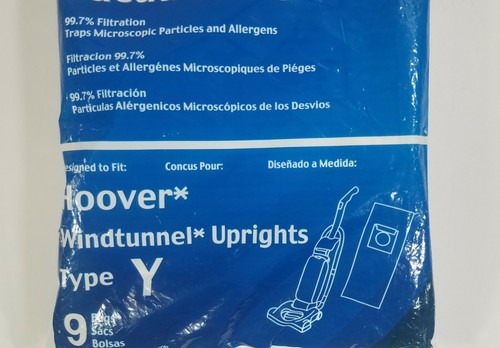 99.7% Filtration
Traps Microscopic Particles and Allergens
Filtracion 99.7%
Particles et Allergénes Microscopiques de Piéges
99.7% Filtración
Particulas Alérgenicos Microscópicos de los Desvios
Designed to Fit: Concus Pour: Diseñado a Medida:
Hoover*
Windtunnel* Uprights
Type Y
9 Bags
Sacs
Bolsas